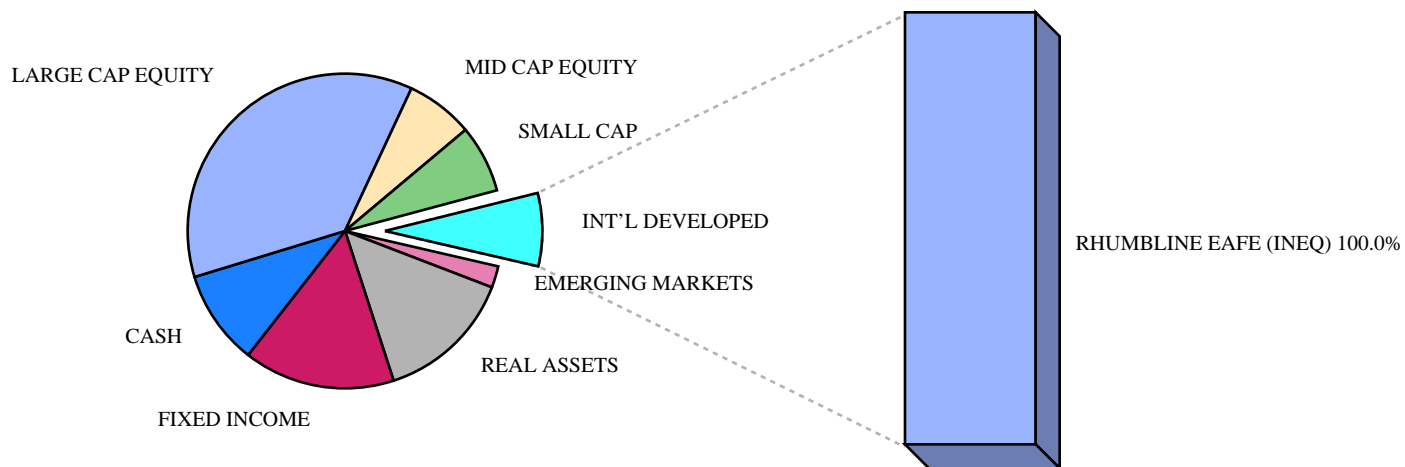 LARGE CAP EQUITY
MID CAP EQUITY
SMALL CAP
INT'L DEVELOPED
RHUMBLINE EAFE (INEQ) 100.0%
EMERGING MARKETS
CASH
REAL ASSETS
FIXED INCOME